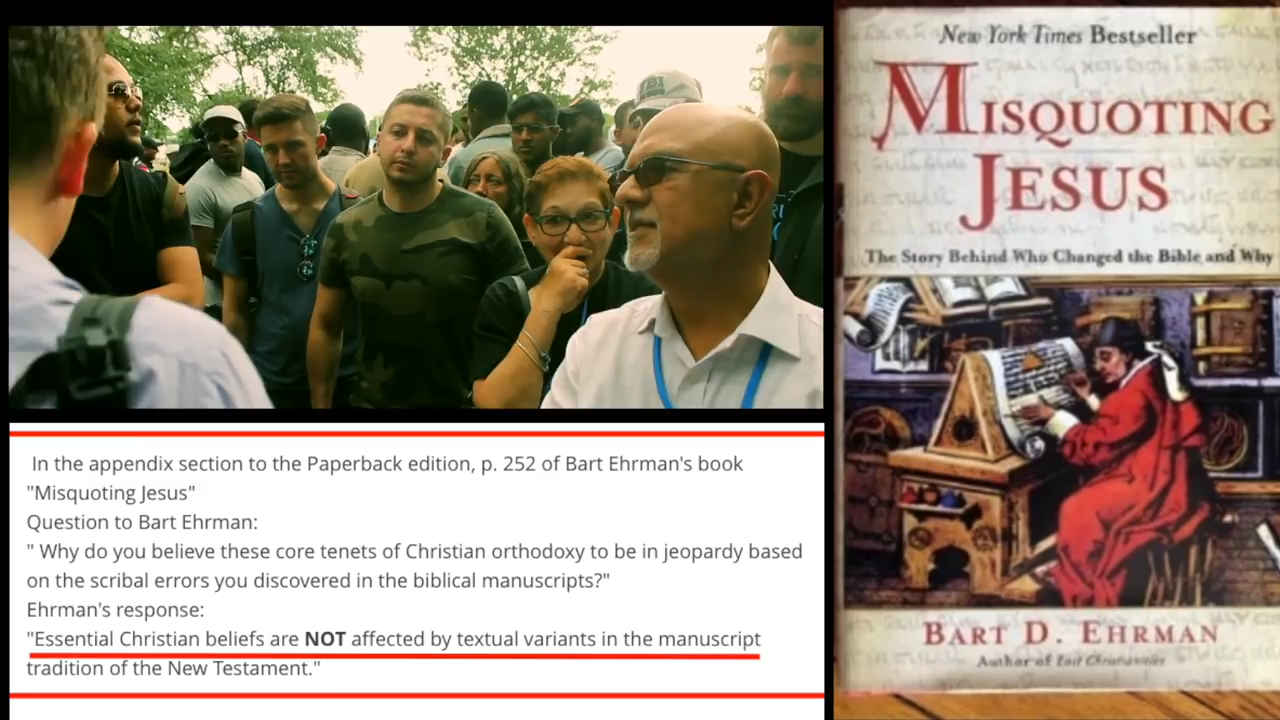 In the appendix section to the Paperback edition, p. 252 of Bart Ehrman's book
"Misquoting Jesus"
Question to Bart Ehrman:
" Why do you believe these core tenets of Christian orthodoxy to be in jeopardy based
on the scribal errors you discovered in the biblical manuscripts?"
Ehrman's response:
"Essential Christian beliefs are NOT affected by textual variants in the manuscript
tradition of the New Testament."
New York Times Bestseller
MISQUOTING
JESUS
The Story Behind Who Changed the Bible and Why
BART D. EHRMAN
Author of Lost Christianities